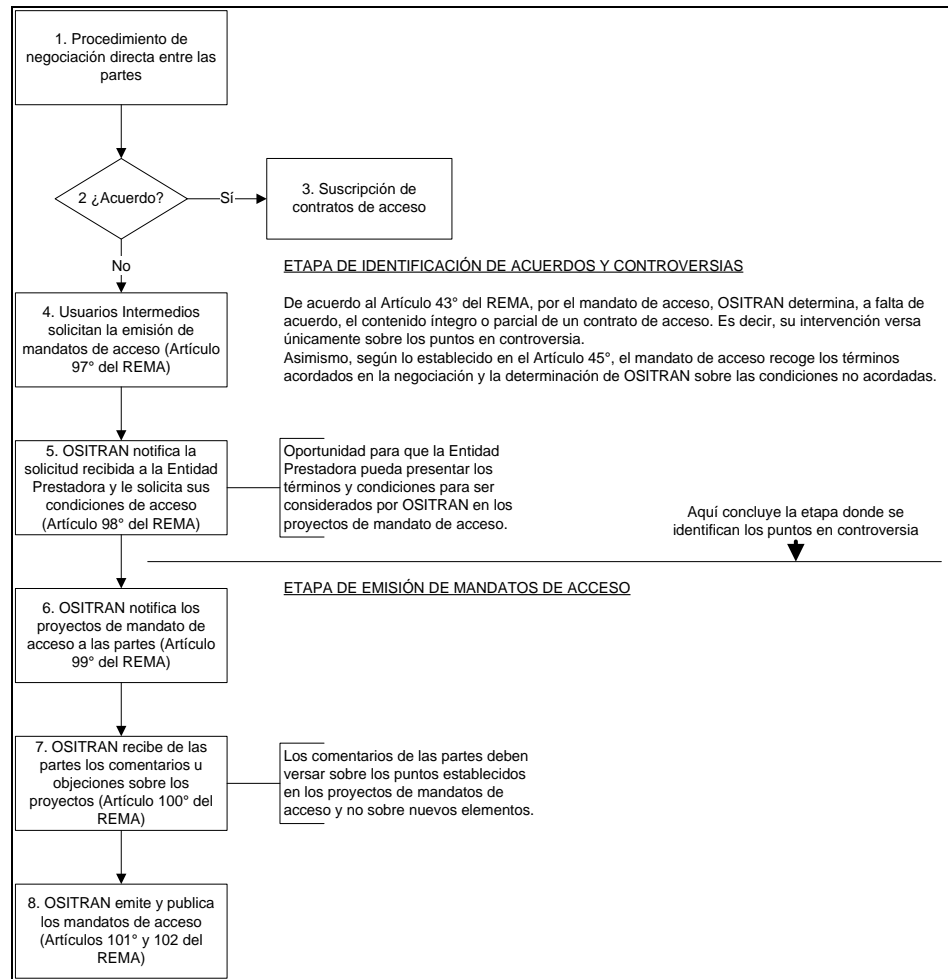 1. Procedimiento de
negociación directa entre las
partes
2 ¿Acuerdo?
Sí
3. Suscripción de
contratos de acceso
No
ETAPA DE IDENTIFICACIÓN DE ACUERDOS Y CONTROVERSIAS
De acuerdo al Artículo 43° del REMA, por el mandato de acceso, OSITRAN determina, a falta de
acuerdo, el contenido íntegro o parcial de un contrato de acceso. Es decir, su intervención versa
únicamente sobre los puntos en controversia.
Asimismo, según lo establecido en el Artículo 45°, el mandato de acceso recoge los términos
acordados en la negociación y la determinación de OSITRAN sobre las condiciones no acordadas.
4. Usuarios Intermedios
solicitan la emisión de
mandatos de acceso (Artículo
97° del REMA)
5. OSITRAN notifica la
solicitud recibida a la Entidad
Prestadora y le solicita sus
condiciones de acceso
(Artículo 98° del REMA)
Oportunidad para que la Entidad
Prestadora pueda presentar los
términos y condiciones para ser
considerados por OSITRAN en los
proyectos de mandato de acceso.
Aquí concluye la etapa donde se
identifican los puntos en controversia
ETAPA DE EMISIÓN DE MANDATOS DE ACCESO
6. OSITRAN notifica los
proyectos de mandato de
acceso a las partes (Artículo
99° del REMA)
7. OSITRAN recibe de las
partes los comentarios u
objeciones sobre los
proyectos (Artículo 100° del
REMA)
Los comentarios de las partes deben
versar sobre los puntos establecidos
en los proyectos de mandatos de
acceso y no sobre nuevos elementos.
8. OSITRAN emite y publica
los mandatos de acceso
(Artículos 101° y 102 del
REMA)